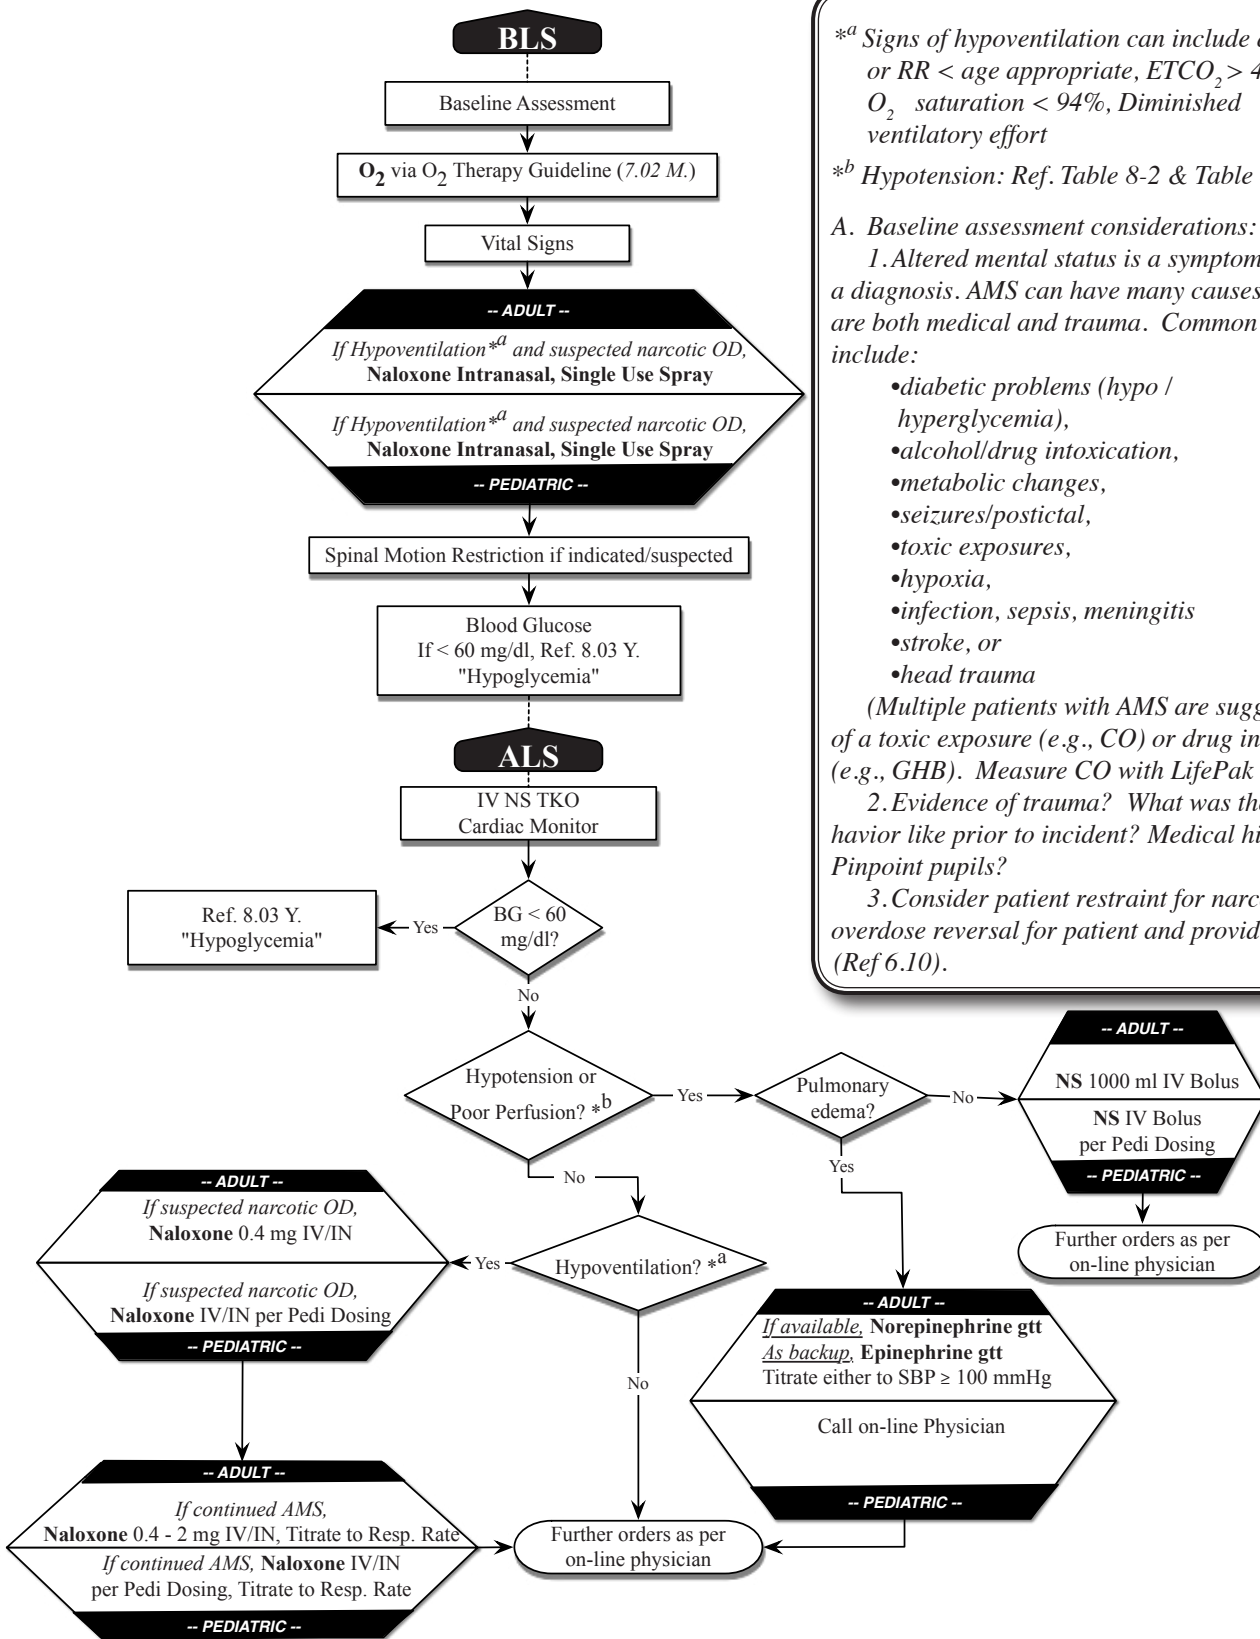 BLS
Baseline Assessment
O2 via O2 Therapy Guideline (7.02 M.)
Vital Signs
-- ADULT --
If Hypoventilation*a and suspected narcotic OD,
Naloxone Intranasal, Single Use Spray
If Hypoventilation*a and suspected narcotic OD,
Naloxone Intranasal, Single Use Spray
-- PEDIATRIC --
Spinal Motion Restriction if indicated/suspected
Blood Glucose
If < 60 mg/dl, Ref. 8.03 Y.
"Hypoglycemia"
ALS
IV NS TKO
Cardiac Monitor
BG < 60
mg/dl?
Yes
Ref. 8.03 Y.
"Hypoglycemia"
No
Hypotension or
Poor Perfusion? *b
Yes
Pulmonary
edema?
No
-- ADULT --
NS 1000 ml IV Bolus
NS IV Bolus
per Pedi Dosing
-- PEDIATRIC --
Further orders as per
on-line physician
Yes
-- ADULT --
If available, Norepinephrine gtt
As backup, Epinephrine gtt
Titrate either to SBP ≥ 100 mmHg
Call on-line Physician
-- PEDIATRIC --
No
Hypoventilation? *a
Yes
-- ADULT --
If suspected narcotic OD,
Naloxone 0.4 mg IV/IN
If suspected narcotic OD,
Naloxone IV/IN per Pedi Dosing
-- PEDIATRIC --
No
-- ADULT --
If continued AMS,
Naloxone 0.4 - 2 mg IV/IN, Titrate to Resp. Rate
If continued AMS, Naloxone IV/IN
per Pedi Dosing, Titrate to Resp. Rate
-- PEDIATRIC --
Further orders as per
on-line physician
*a Signs of hypoventilation can include
or RR < age appropriate, ETCO2 >
O2 saturation < 94%, Diminished
ventilatory effort
*b Hypotension: Ref. Table 8-2 & Table
A. Baseline assessment considerations:
1. Altered mental status is a symptom
a diagnosis. AMS can have many causes
are both medical and trauma. Common
include:
•diabetic problems (hypo /
hyperglycemia),
•alcohol/drug intoxication,
•metabolic changes,
•seizures/postictal,
•toxic exposures,
•hypoxia,
•infection, sepsis, meningitis
•stroke, or
•head trauma
(Multiple patients with AMS are
of a toxic exposure (e.g., CO) or drug
(e.g., GHB). Measure CO with LifePak
2. Evidence of trauma? What was
havior like prior to incident? Medical
Pinpoint pupils?
3. Consider patient restraint for
overdose reversal for patient and
(Ref 6.10).